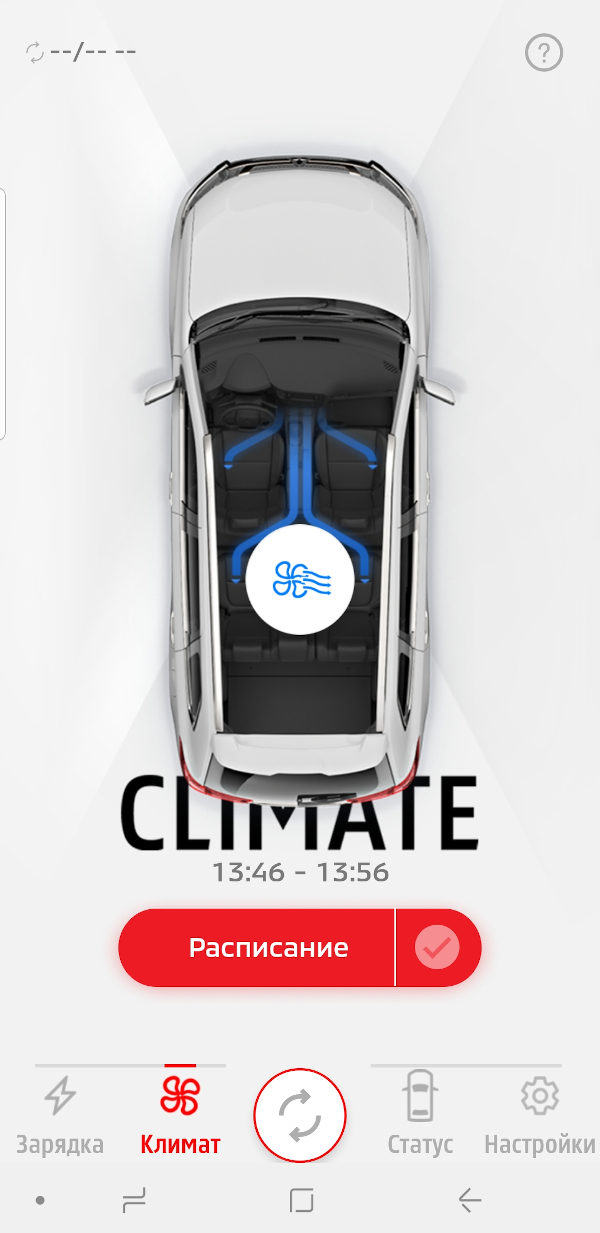 --/-- --
?
CLIMATE
13:46 - 13:56
Расписание
Зарядка
Климат
Статус
Настройки